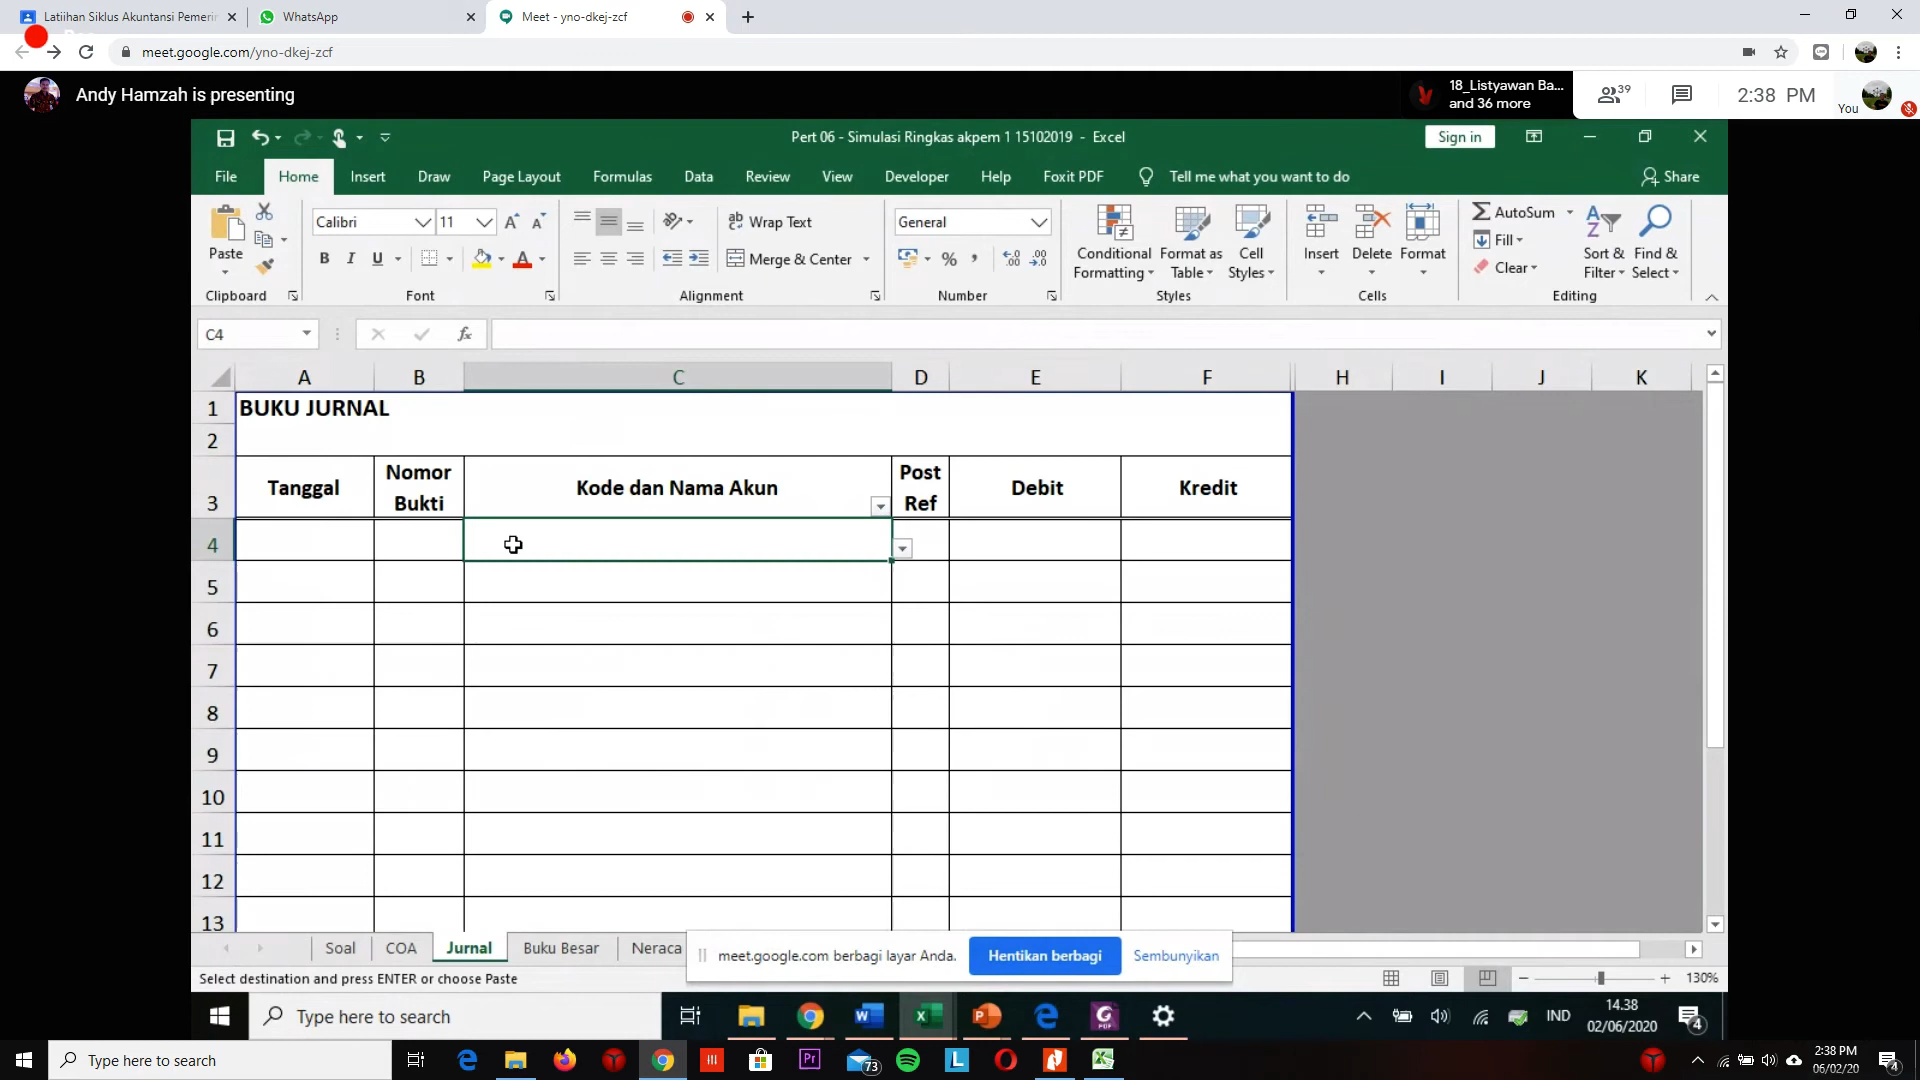 Latiihan Siklus Akuntansi Pemerin
WhatsApp
Meet - yno-dkej-zcf
meet.google.com/yno-dkej-zcf
Andy Hamzah is presenting
18_Listyawan Ba...
and 36 more
39
2:38 PM
You
Pert 06 - Simulasi Ringkas akpem 1 15102019 - Excel
Sign in
File
Home
Insert
Draw
Page Layout
Formulas
Data
Review
View
Developer
Help
Foxit PDF
Tell me what you want to do
Share
Paste
Calibri
11
Wrap Text
General
Conditional Formatting
Format as Table
Cell Styles
Insert
Delete
Format
AutoSum
Fill
Clear
Sort & Filter
Find & Select
B I U
Merge & Center
Clipboard
Font
Alignment
Number
Styles
Cells
Editing
C4
fx
A B C D E F H I J K
1 BUKU JURNAL
2
3 Tanggal
Nomor Bukti
Kode dan Nama Akun
Post Ref
Debit
Kredit
4
5
6
7
8
9
10
11
12
13
Soal
COA
Jurnal
Buku Besar
Neraca
meet.google.com berbagi layar Anda.
Hentikan berbagi
Sembunyikan
Select destination and press ENTER or choose Paste
130%
Type here to search
IND
14.38
02/06/2020
4
Type here to search
73
2:38 PM
06/02/20
4